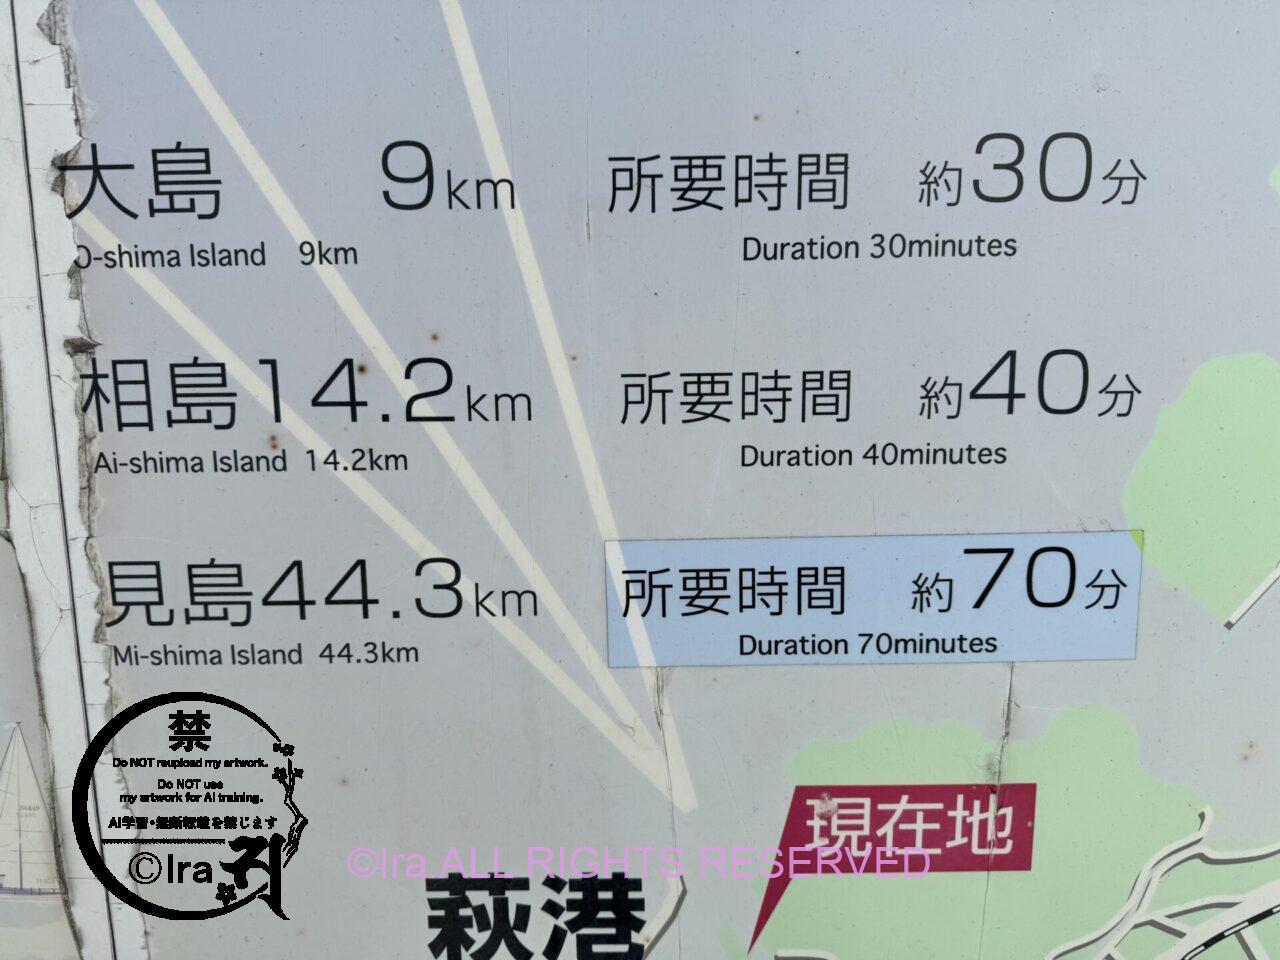 大島 9km 所要時間 約30分
O-shima Island 9km Duration 30minutes
相島14.2km 所要時間 約40分
Ai-shima Island 14.2km Duration 40minutes
見島44.3km 所要時間 約70分
Mi-shima Island 44.3km Duration 70minutes
現在地
萩港
禁
Do NOT reupload my artwork.
Do NOT use
my artwork for AI training.
AI学習・無断転載を禁じます
©Ira
©Ira.ALL RIGHTS RESERVED